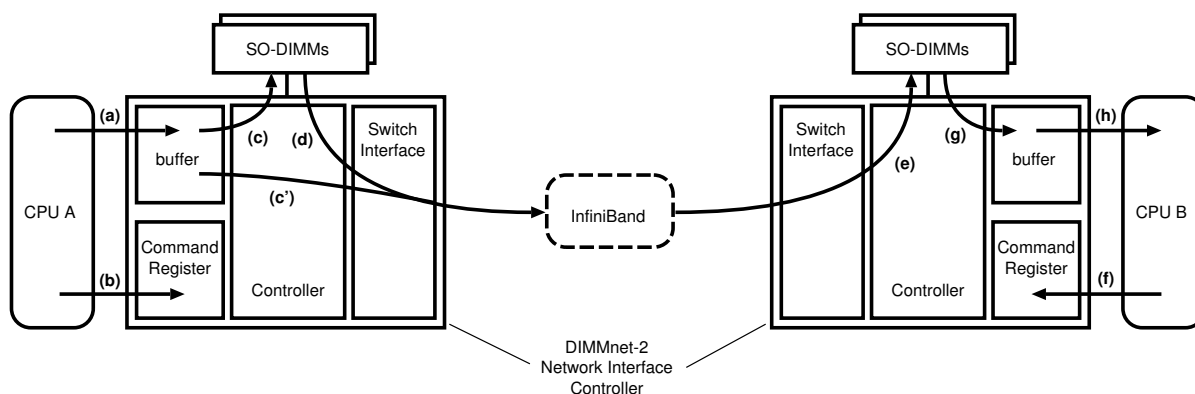 SO-DIMMs
SO-DIMMs
(a)
(c)
(d)
Switch
Interface
buffer
(c’)
CPU A
Command
Register
(b)
Controller
InfiniBand
Switch
Interface
(e)
(g)
(h)
buffer
CPU B
Command
Register
(f)
Controller
DIMMnet-2
Network Interface
Controller